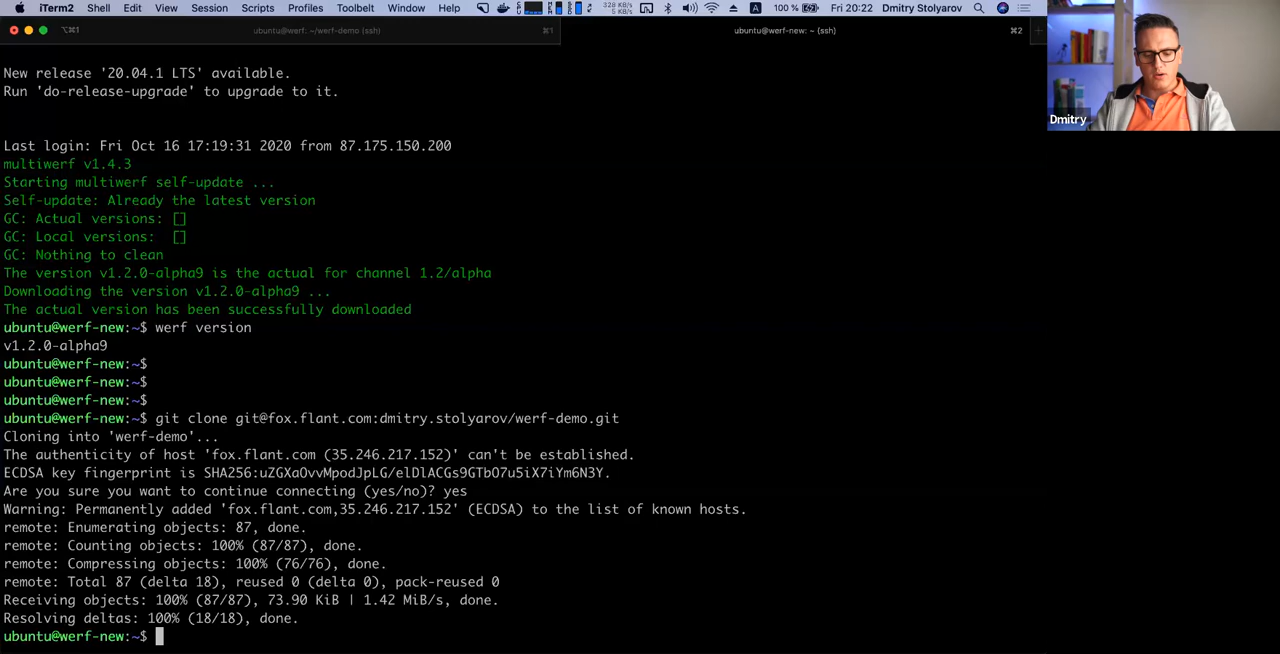 iTerm2 Shell Edit View Session Scripts Profiles Toolbelt Window Help 328 KB/s 5 KB/s A 100 % Fri 20:22 Dmitry Stolyarov
⌥⌘1 ubuntu@werf: ~/werf-demo (ssh) ⌘1 ubuntu@werf-new: ~ (ssh) ⌘2 +
New release '20.04.1 LTS' available.
Run 'do-release-upgrade' to upgrade to it.
Dmitry
Last login: Fri Oct 16 17:19:31 2020 from 87.175.150.200
multiwerf v1.4.3
Starting multiwerf self-update ...
Self-update: Already the latest version
GC: Actual versions: []
GC: Local versions:  []
GC: Nothing to clean
The version v1.2.0-alpha9 is the actual for channel 1.2/alpha
Downloading the version v1.2.0-alpha9 ...
The actual version has been successfully downloaded
ubuntu@werf-new:~$ werf version
v1.2.0-alpha9
ubuntu@werf-new:~$
ubuntu@werf-new:~$
ubuntu@werf-new:~$
ubuntu@werf-new:~$ git clone git@fox.flant.com:dmitry.stolyarov/werf-demo.git
Cloning into 'werf-demo'...
The authenticity of host 'fox.flant.com (35.246.217.152)' can't be established.
ECDSA key fingerprint is SHA256:uZGXaOvvMpodJpLG/elDlACGs9GTbO7u5iX7iYm6N3Y.
Are you sure you want to continue connecting (yes/no)? yes
Warning: Permanently added 'fox.flant.com,35.246.217.152' (ECDSA) to the list of known hosts.
remote: Enumerating objects: 87, done.
remote: Counting objects: 100% (87/87), done.
remote: Compressing objects: 100% (76/76), done.
remote: Total 87 (delta 18), reused 0 (delta 0), pack-reused 0
Receiving objects: 100% (87/87), 73.90 KiB | 1.42 MiB/s, done.
Resolving deltas: 100% (18/18), done.
ubuntu@werf-new:~$